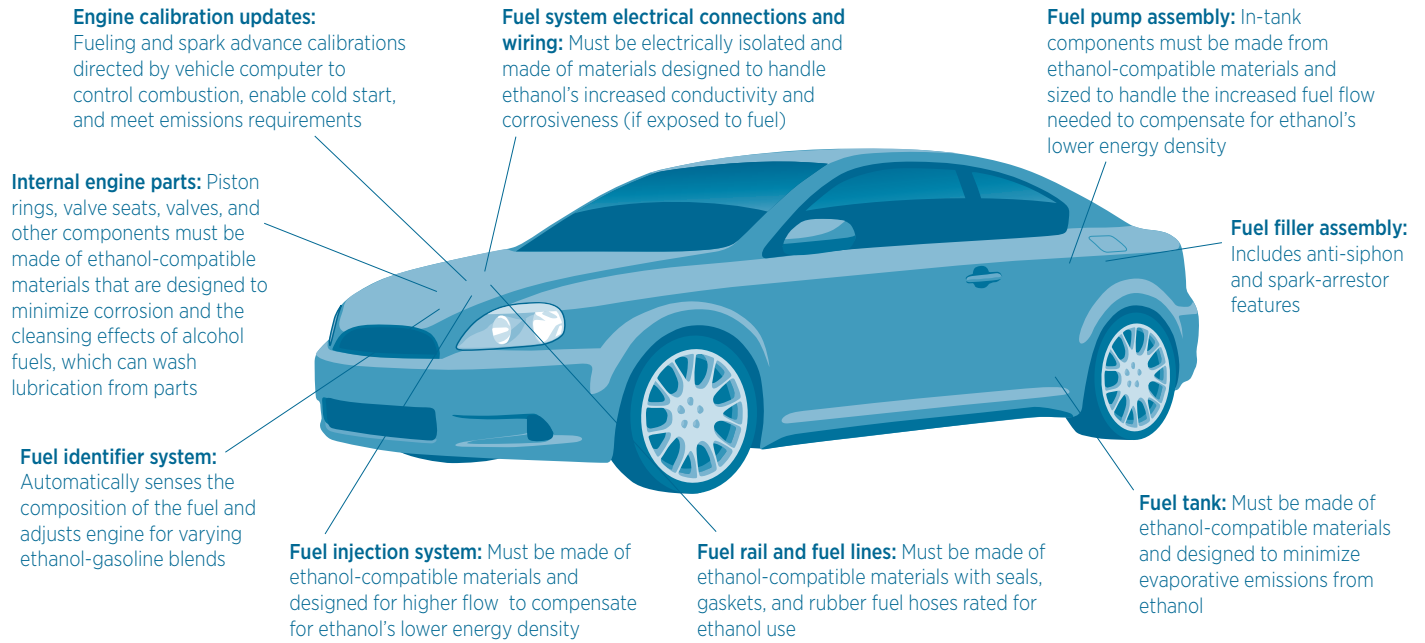 Engine calibration updates:
Fueling and spark advance calibrations
directed by vehicle computer to
control combustion, enable cold start,
and meet emissions requirements
Fuel system electrical connections and
wiring: Must be electrically isolated and
made of materials designed to handle
ethanol's increased conductivity and
corrosiveness (if exposed to fuel)
Fuel pump assembly: In-tank
components must be made from
ethanol-compatible materials and
sized to handle the increased fuel flow
needed to compensate for ethanol's
lower energy density
Internal engine parts: Piston
rings, valve seats, valves, and
other components must be
made of ethanol-compatible
materials that are designed to
minimize corrosion and the
cleansing effects of alcohol
fuels, which can wash
lubrication from parts
Fuel filler assembly:
Includes anti-siphon
and spark-arrestor
features
Fuel identifier system:
Automatically senses the
composition of the fuel and
adjusts engine for varying
ethanol-gasoline blends
Fuel injection system: Must be made of
ethanol-compatible materials and
designed for higher flow to compensate
for ethanol's lower energy density
Fuel rail and fuel lines: Must be made of
ethanol-compatible materials with seals,
gaskets, and rubber fuel hoses rated for
ethanol use
Fuel tank: Must be made of
ethanol-compatible materials
and designed to minimize
evaporative emissions from
ethanol